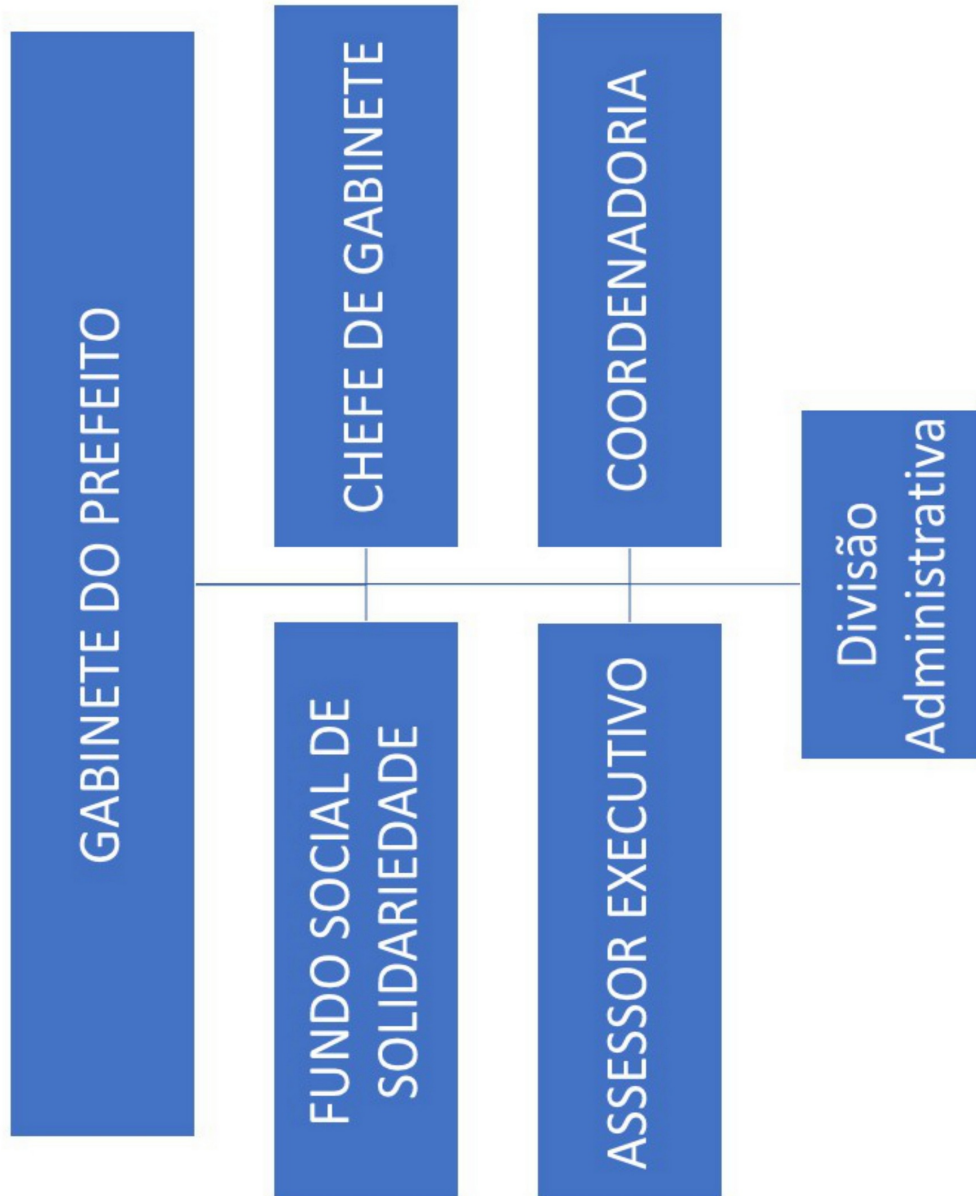 GABINETE DO PREFEITO
FUNDO SOCIAL DE
SOLIDARIEDADE
CHEFE DE GABINETE
ASSESSOR EXECUTIVO
COORDENADORIA
Divisão
Administrativa